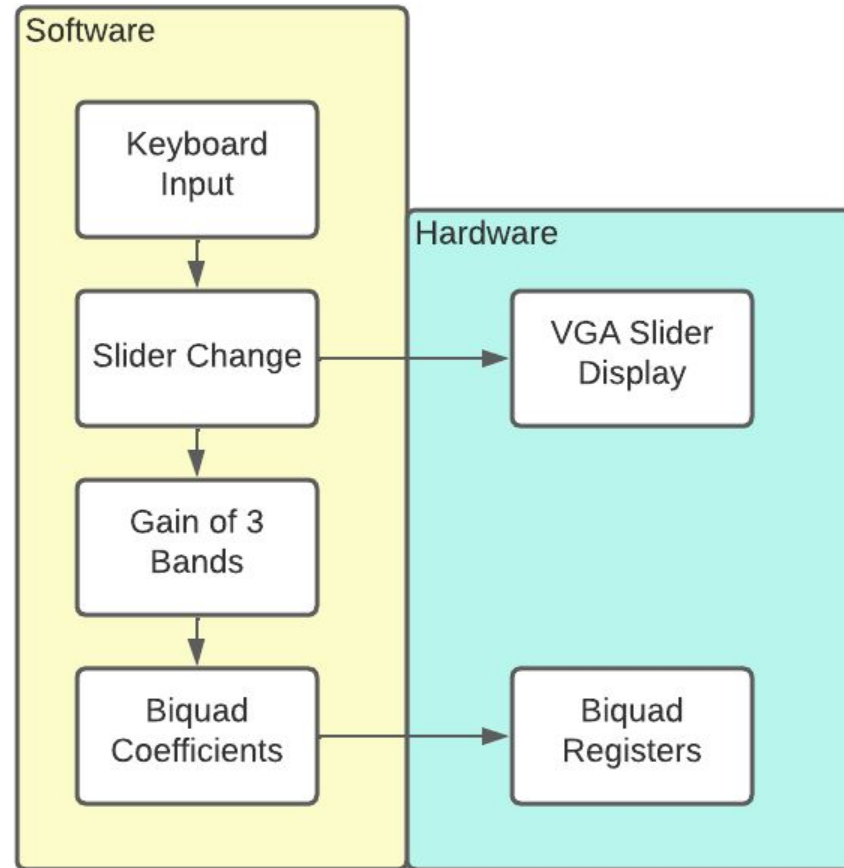 Software
Keyboard
Input
Hardware
Slider Change
VGA Slider
Display
Gain of 3
Bands
Biquad
Coefficients
Biquad
Registers